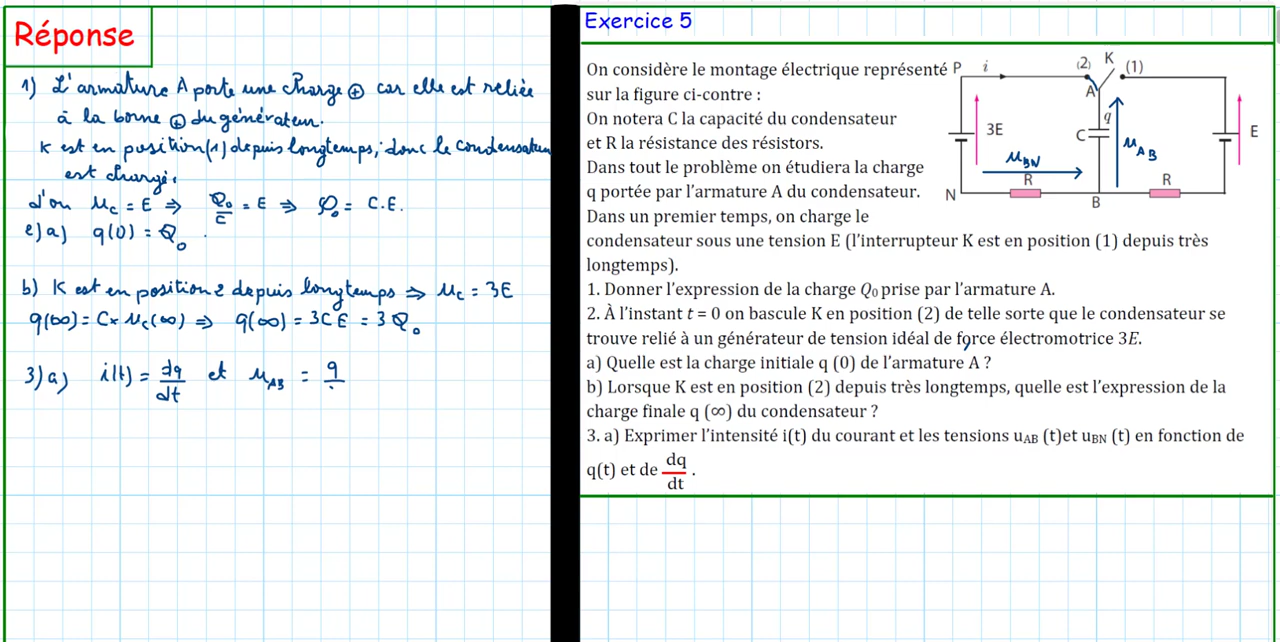 Réponse
1) L'armature A porte une charge ⊕ car elle est reliée
à la borne ⊕ du générateur.
K est en position (1) depuis longtemps, donc le condensateur
est chargé.
d'où uc = E ⇒ Q0/C = E ⇒ Q0 = C.E.
2) a) q(0) = Q0
b) K est en position 2 depuis longtemps ⇒ uc = 3E
q(∞) = C × uc(∞) ⇒ q(∞) = 3CE = 3Q0
3) a) i(t) = dq/dt et uAB = q
Exercice 5
On considère le montage électrique représenté
sur la figure ci-contre :
On notera C la capacité du condensateur
et R la résistance des résistors.
Dans tout le problème on étudiera la charge
q portée par l'armature A du condensateur.
Dans un premier temps, on charge le
condensateur sous une tension E (l'interrupteur K est en position (1) depuis très
longtemps).
1. Donner l'expression de la charge Q0 prise par l'armature A.
2. À l'instant t = 0 on bascule K en position (2) de telle sorte que le condensateur se
trouve relié à un générateur de tension idéal de force électromotrice 3E.
a) Quelle est la charge initiale q (0) de l'armature A ?
b) Lorsque K est en position (2) depuis très longtemps, quelle est l'expression de la
charge finale q (∞) du condensateur ?
3. a) Exprimer l'intensité i(t) du courant et les tensions uAB (t)et uBN (t) en fonction de
q(t) et de dq/dt .
P i (2) K (1)
A
q
3E C uAB E
uBN
R R
N B